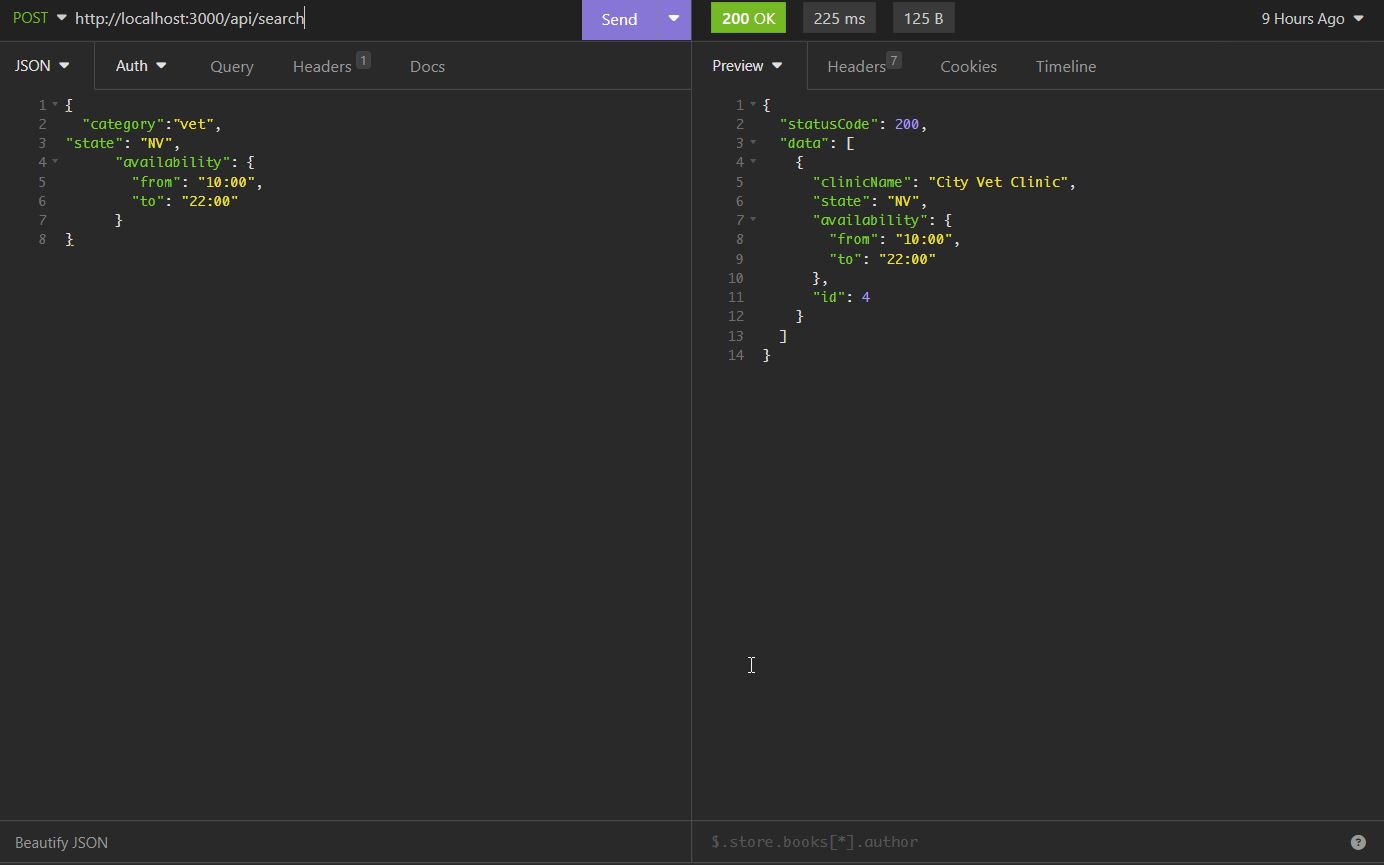 POST http://localhost:3000/api/search Send 200 OK 225 ms 125 B 9 Hours Ago
JSON Auth Query Headers 1 Docs
Preview Headers 7 Cookies Timeline
1 {
2 "category":"vet",
3 "state": "NV",
4 "availability": {
5 "from": "10:00",
6 "to": "22:00"
7 }
8 }
1 {
2 "statusCode": 200,
3 "data": [
4 {
5 "clinicName": "City Vet Clinic",
6 "state": "NV",
7 "availability": {
8 "from": "10:00",
9 "to": "22:00"
10 },
11 "id": 4
12 }
13 ]
14 }
Beautify JSON
$.store.books[*].author ?